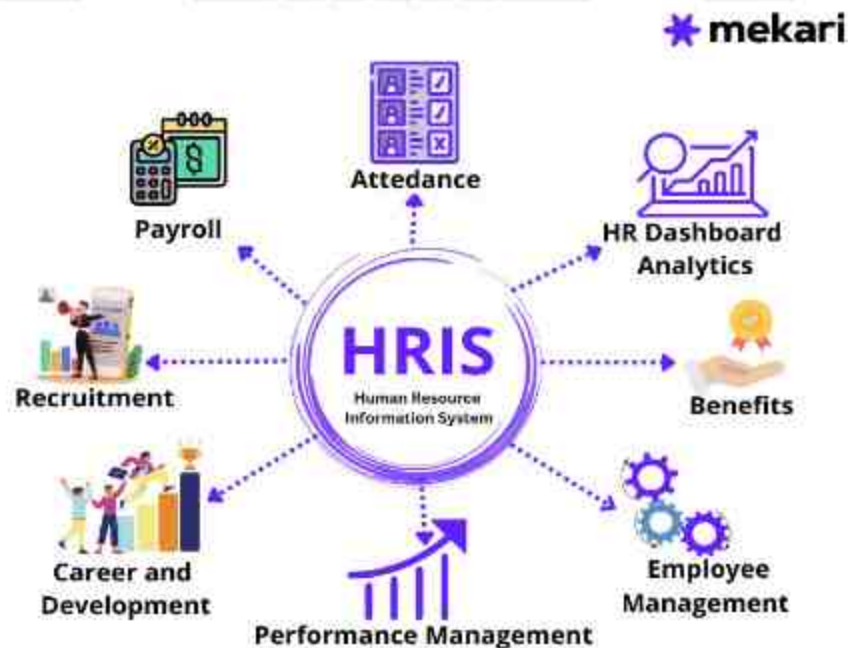 mekari
Attedance
Payroll
HR Dashboard
Analytics
HRIS
Human Resource
Information System
Recruitment
Benefits
Career and
Development
Employee
Management
Performance Management